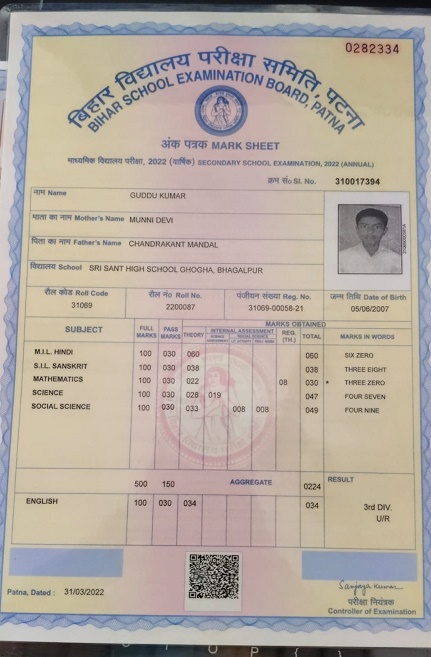 0282334
बिहार विद्यालय परीक्षा समिति, पटना
BIHAR SCHOOL EXAMINATION BOARD, PATNA
अंक पत्रक MARK SHEET
माध्यमिक विद्यालय परीक्षा, 2022 (वार्षिक) SECONDARY SCHOOL EXAMINATION, 2022 (ANNUAL)
क्रम सं० Sl. No. 310017394
नाम Name GUDDU KUMAR
माता का नाम Mother's Name MUNNI DEVI
पिता का नाम Father's Name CHANDRAKANT MANDAL
विद्यालय School SRI SANT HIGH SCHOOL GHOGHA, BHAGALPUR
रौल कोड Roll Code रौल नं० Roll No. पंजीयन संख्या Reg. No. जन्म तिथि Date of Birth
31069 2200087 31069-00058-21 05/06/2007
MARKS OBTAINED
SUBJECT FULL MARKS PASS MARKS THEORY INTERNAL ASSESSMENT REG. (TH.) TOTAL MARKS IN WORDS
M.I.L. HINDI 100 030 060 060 SIX ZERO
S.I.L. SANSKRIT 100 030 038 038 THREE EIGHT
MATHEMATICS 100 030 022 08 030 * THREE ZERO
SCIENCE 100 030 028 019 047 FOUR SEVEN
SOCIAL SCIENCE 100 030 033 008 008 049 FOUR NINE
500 150 AGGREGATE 0224 RESULT
ENGLISH 100 030 034 034 3rd DIV.
U/R
Patna, Dated : 31/03/2022
Sanjay Kumar
परीक्षा नियंत्रक
Controller of Examination